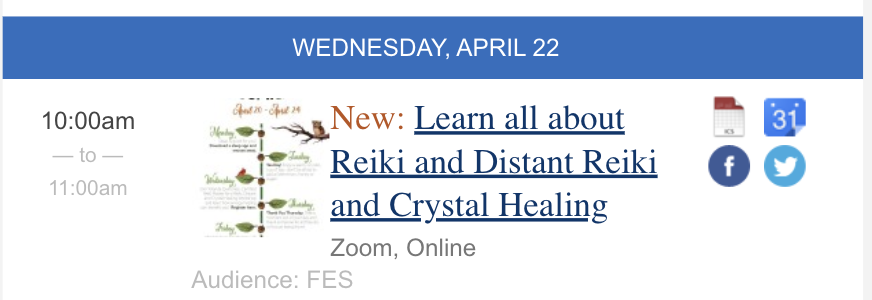 WEDNESDAY, APRIL 22
10:00am
— to —
11:00am
April 20 - April 24
Monday
Tuesday
Wednesday
Thursday
Friday
New: Learn all about
Reiki and Distant Reiki
and Crystal Healing
Zoom, Online
Audience: FES
ICS
31
f